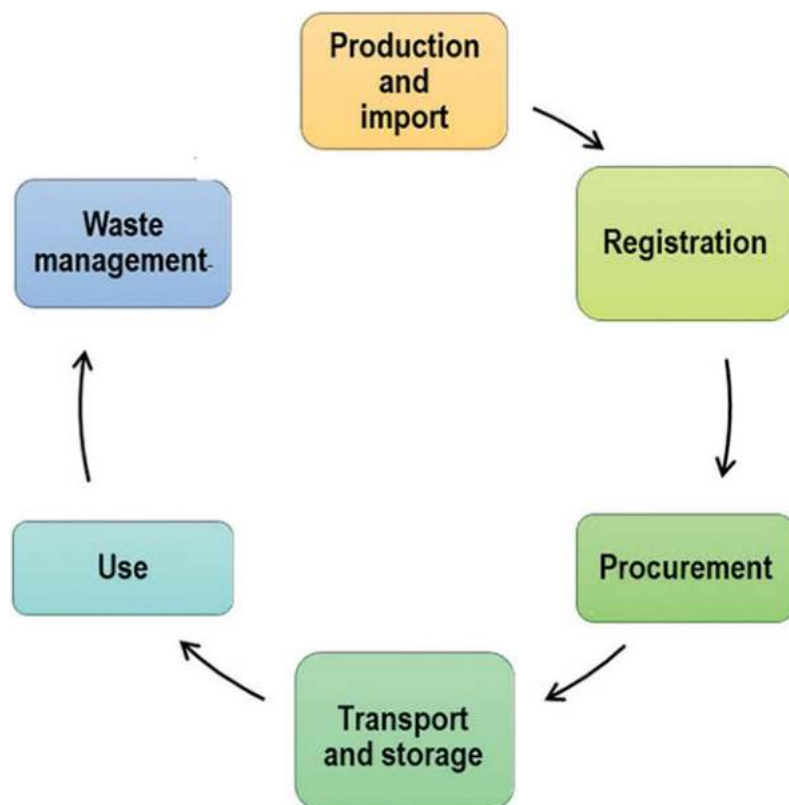 Production
and
import
Registration
Procurement
Transport
and storage
Use
Waste
management